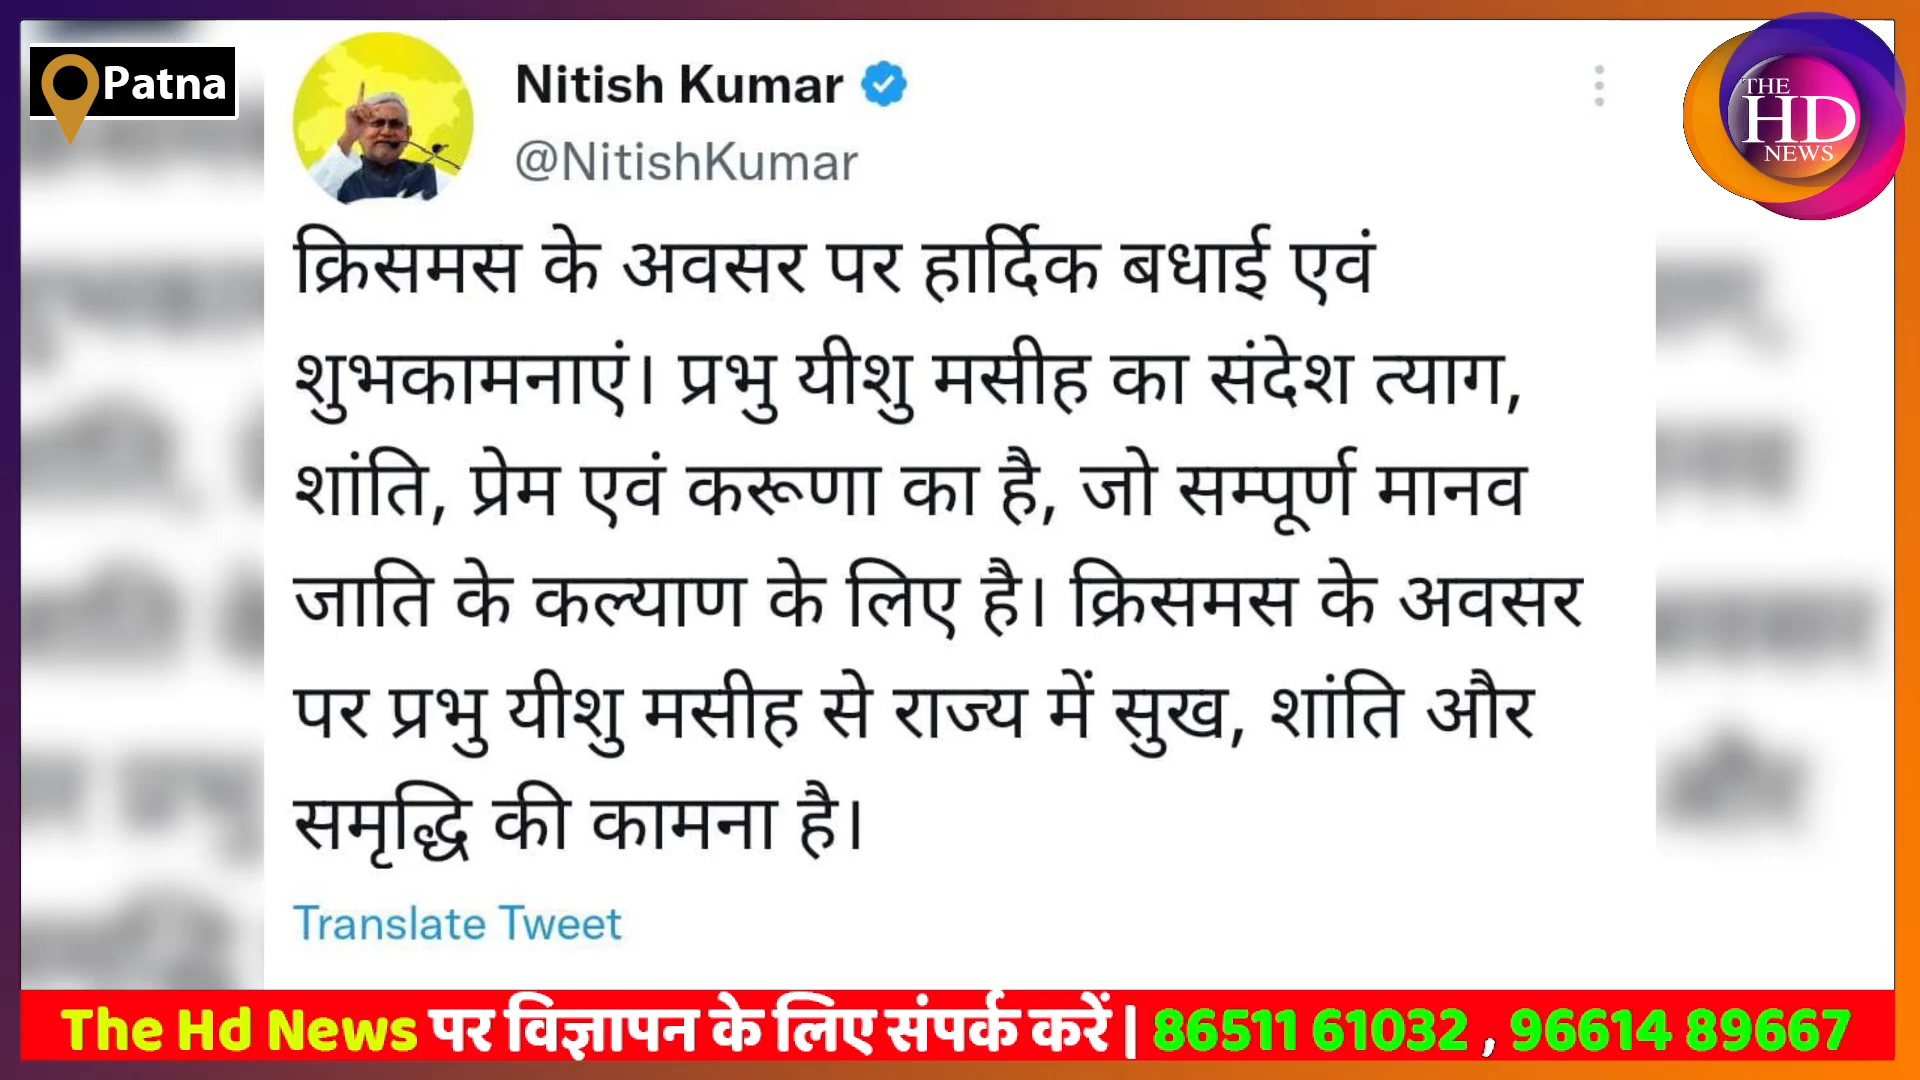 Patna
THE
HD
NEWS
Nitish Kumar
@NitishKumar
क्रिसमस के अवसर पर हार्दिक बधाई एवं
शुभकामनाएं। प्रभु यीशु मसीह का संदेश त्याग,
शांति, प्रेम एवं करूणा का है, जो सम्पूर्ण मानव
जाति के कल्याण के लिए है। क्रिसमस के अवसर
पर प्रभु यीशु मसीह से राज्य में सुख, शांति और
समृद्धि की कामना है।
Translate Tweet
The Hd News पर विज्ञापन के लिए संपर्क करें | 86511 61032 , 96614 89667